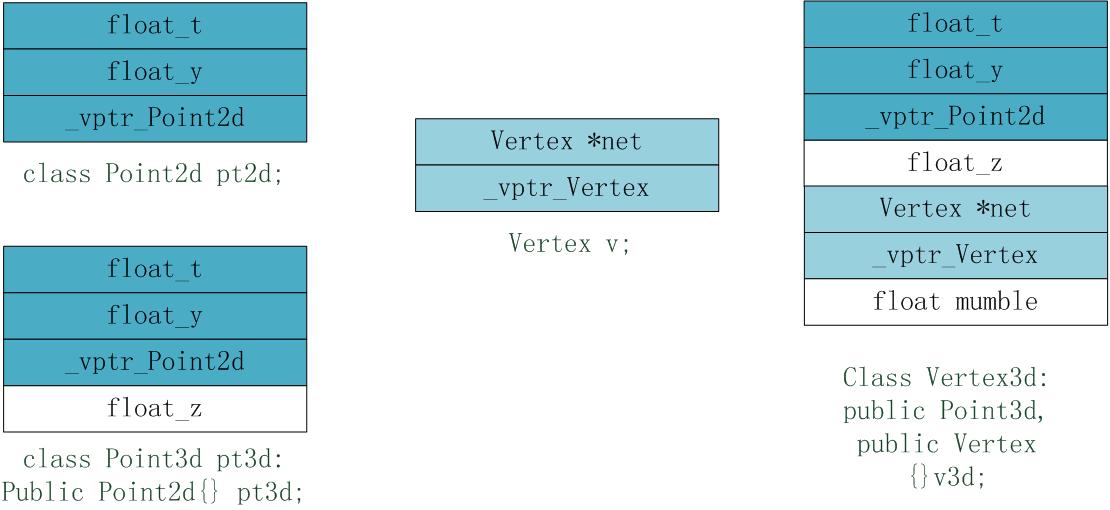 float_t
float_y
_vptr_Point2d
class Point2d pt2d;
float_t
float_y
_vptr_Point2d
float_z
class Point3d pt3d:
Public Point2d{} pt3d;
Vertex *net
_vptr_Vertex
Vertex v;
float_t
float_y
_vptr_Point2d
float_z
Vertex *net
_vptr_Vertex
float mumble
Class Vertex3d:
public Point3d,
public Vertex
{}v3d;